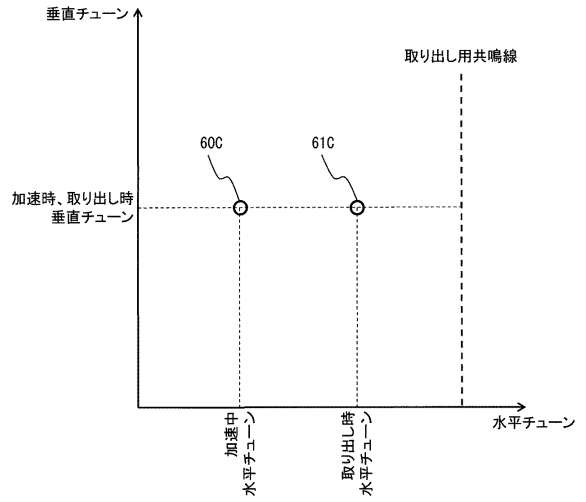 垂直チューン
取り出し用共鳴線
60C
61C
加速時、取り出し時
垂直チューン
水平チューン
加速中
水平チューン
取り出し時
水平チューン